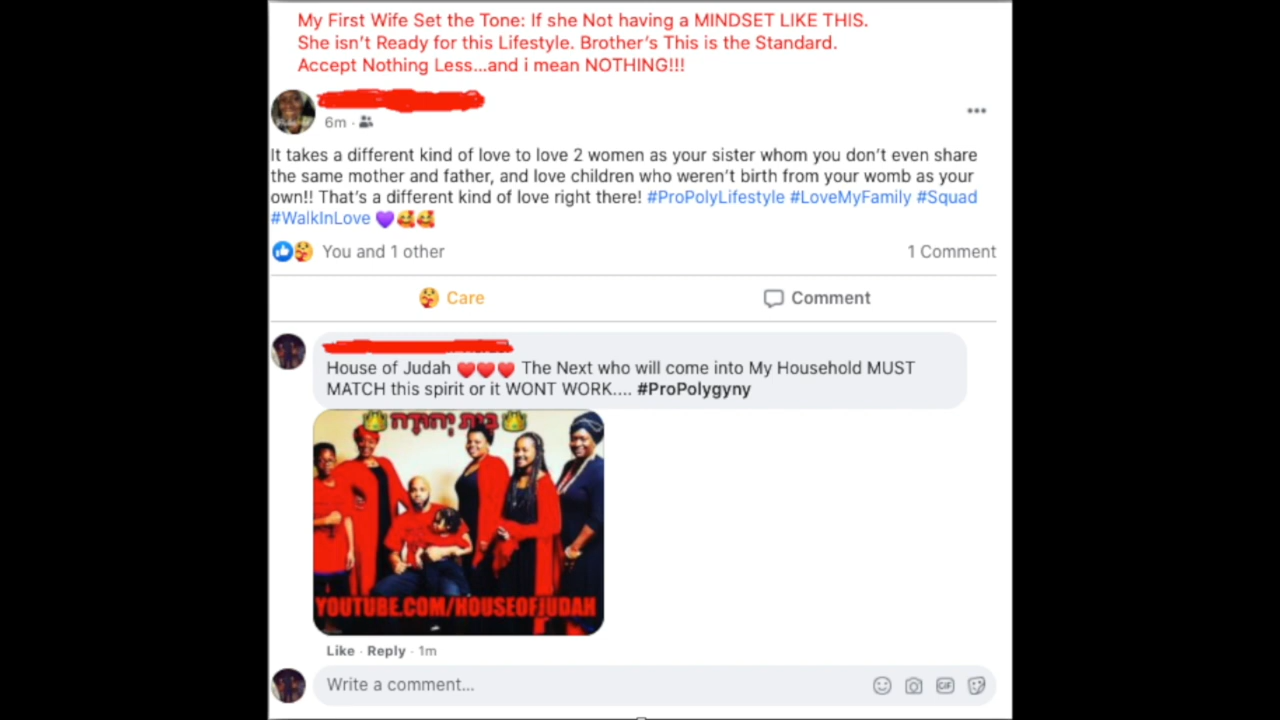 My First Wife Set the Tone: If she Not having a MINDSET LIKE THIS.
She isn't Ready for this Lifestyle. Brother's This is the Standard.
Accept Nothing Less...and i mean NOTHING!!!
6m ·
It takes a different kind of love to love 2 women as your sister whom you don't even share
the same mother and father, and love children who weren't birth from your womb as your
own!! That's a different kind of love right there! #ProPolyLifestyle #LoveMyFamily #Squad
#WalkInLove 💜🥰🥰
You and 1 other
1 Comment
Care
Comment
House of Judah ❤️❤️❤️ The Next who will come into My Household MUST
MATCH this spirit or it WONT WORK.... #ProPolygyny
בית יהודה
YOUTUBE.COM/HOUSEOFJUDAH
Like · Reply · 1m
Write a comment...
GIF